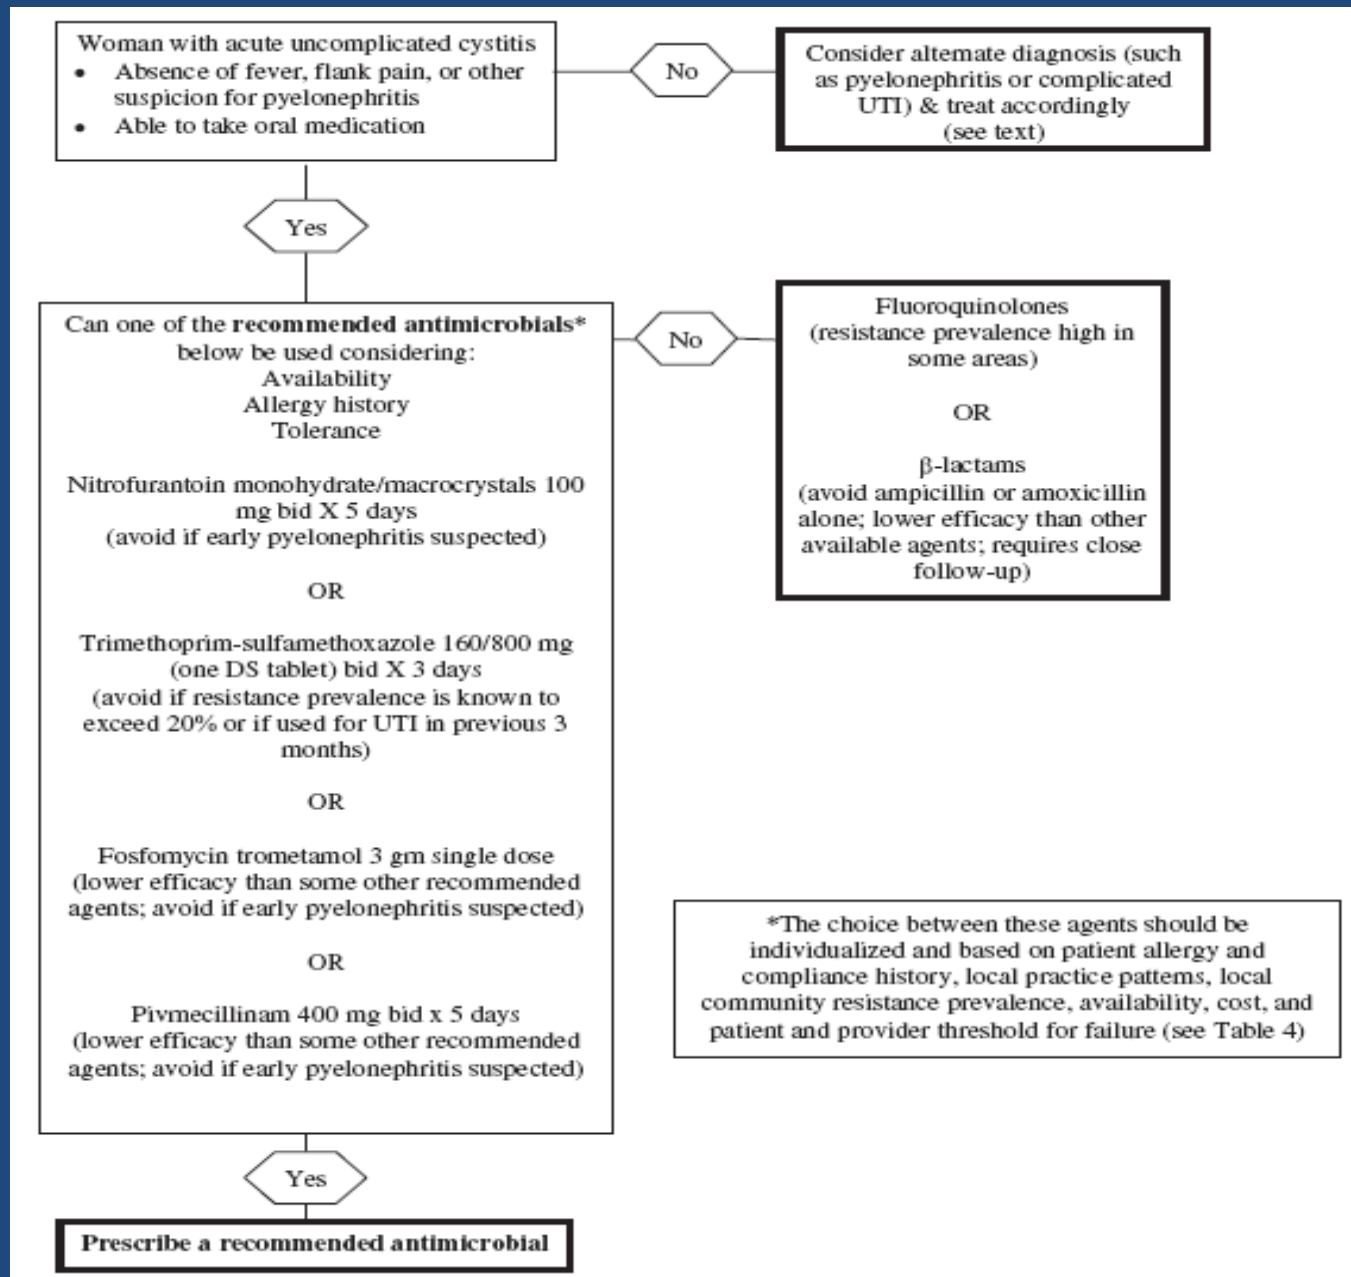 Woman with acute uncomplicated cystitis
• Absence of fever, flank pain, or other
suspicion for pyelonephritis
• Able to take oral medication
No
Consider alternate diagnosis (such
as pyelonephritis or complicated
UTI) & treat accordingly
(see text)
Yes
Can one of the recommended antimicrobials*
below be used considering:
Availability
Allergy history
Tolerance
Nitrofurantoin monohydrate/macrocrystals 100
mg bid X 5 days
(avoid if early pyelonephritis suspected)
OR
Trimethoprim-sulfamethoxazole 160/800 mg
(one DS tablet) bid X 3 days
(avoid if resistance prevalence is known to
exceed 20% or if used for UTI in previous 3
months)
OR
Fosfomycin trometamol 3 gm single dose
(lower efficacy than some other recommended
agents; avoid if early pyelonephritis suspected)
OR
Pivmecillinam 400 mg bid x 5 days
(lower efficacy than some other recommended
agents; avoid if early pyelonephritis suspected)
No
Fluoroquinolones
(resistance prevalence high in
some areas)
OR
β-lactams
(avoid ampicillin or amoxicillin
alone; lower efficacy than other
available agents; requires close
follow-up)
*The choice between these agents should be
individualized and based on patient allergy and
compliance history, local practice patterns, local
community resistance prevalence, availability, cost, and
patient and provider threshold for failure (see Table 4)
Yes
Prescribe a recommended antimicrobial